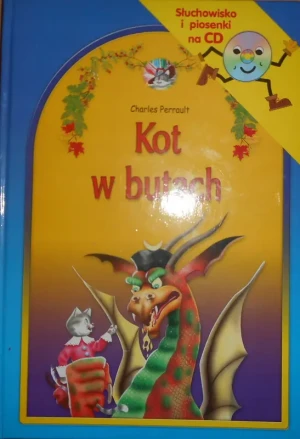 Słuchowisko
i piosenki
na CD
Charles Perrault
Kot
w butach